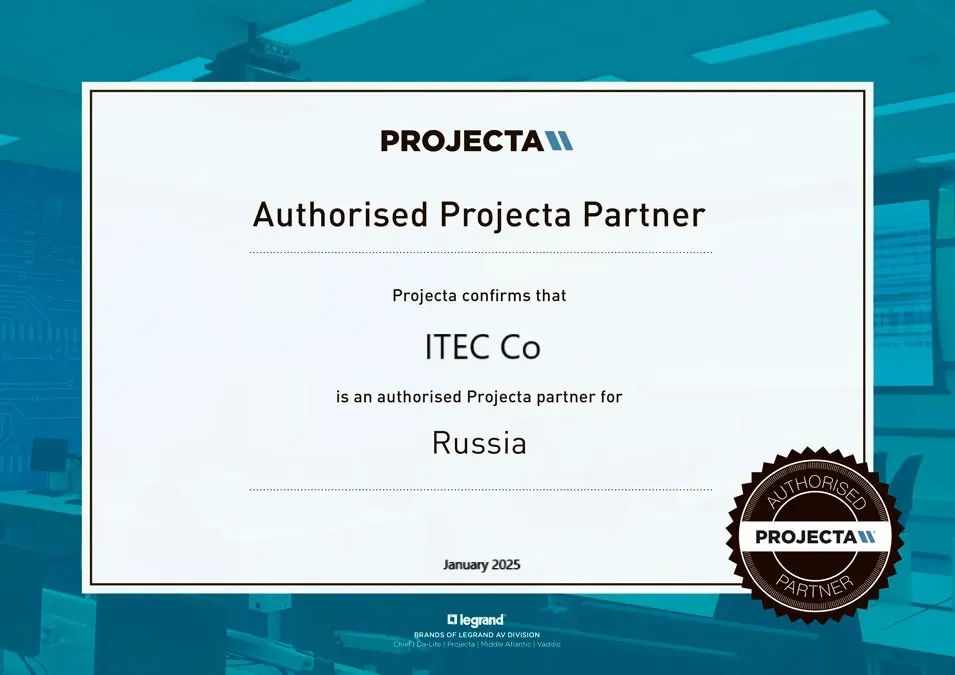 PROJECTA
Authorised Projecta Partner
Projecta confirms that
ITEC Co
is an authorised Projecta partner for
Russia
January 2025
AUTHORISED
PROJECTA
PARTNER
legrand
BRANDS OF LEGRAND AV DIVISION
Chief | Da-Lite | Projecta | Middle Atlantic | Vaddio